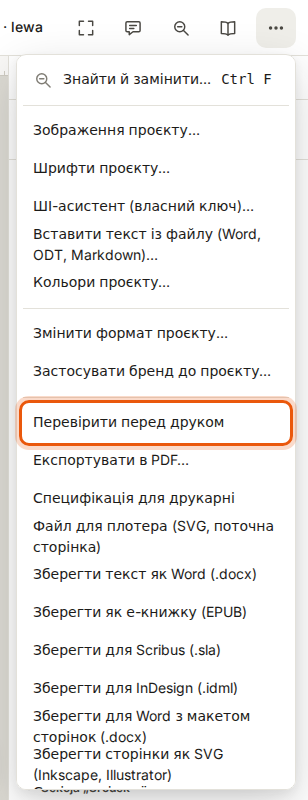 · Iewa
Знайти й замінити... Ctrl F
Зображення проєкту...
Шрифти проєкту...
ШІ-асистент (власний ключ)...
Вставити текст із файлу (Word,
ODT, Markdown)...
Кольори проєкту...
Змінити формат проєкту...
Застосувати бренд до проєкту...
Перевірити перед друком
Експортувати в PDF...
Специфікація для друкарні
Файл для плотера (SVG, поточна
сторінка)
Зберегти текст як Word (.docx)
Зберегти як е-книжку (EPUB)
Зберегти для Scribus (.sla)
Зберегти для InDesign (.idml)
Зберегти для Word з макетом
сторінок (.docx)
Зберегти сторінки як SVG
(Inkscape, Illustrator)